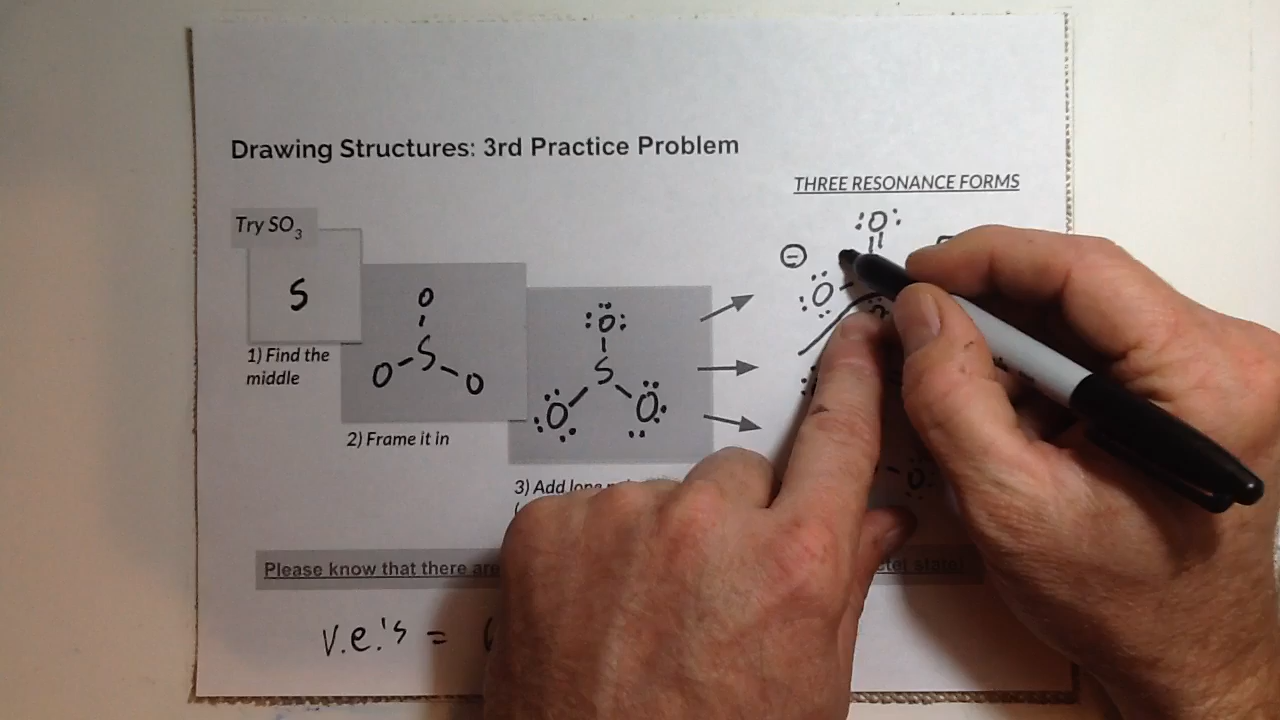 Drawing Structures: 3rd Practice Problem
THREE RESONANCE FORMS
Try SO3
S
1) Find the
middle
O
S
O
O
2) Frame it in
O
S
O
O
3) Add lone
O
O
O
Please know that there are
v.e.'s =